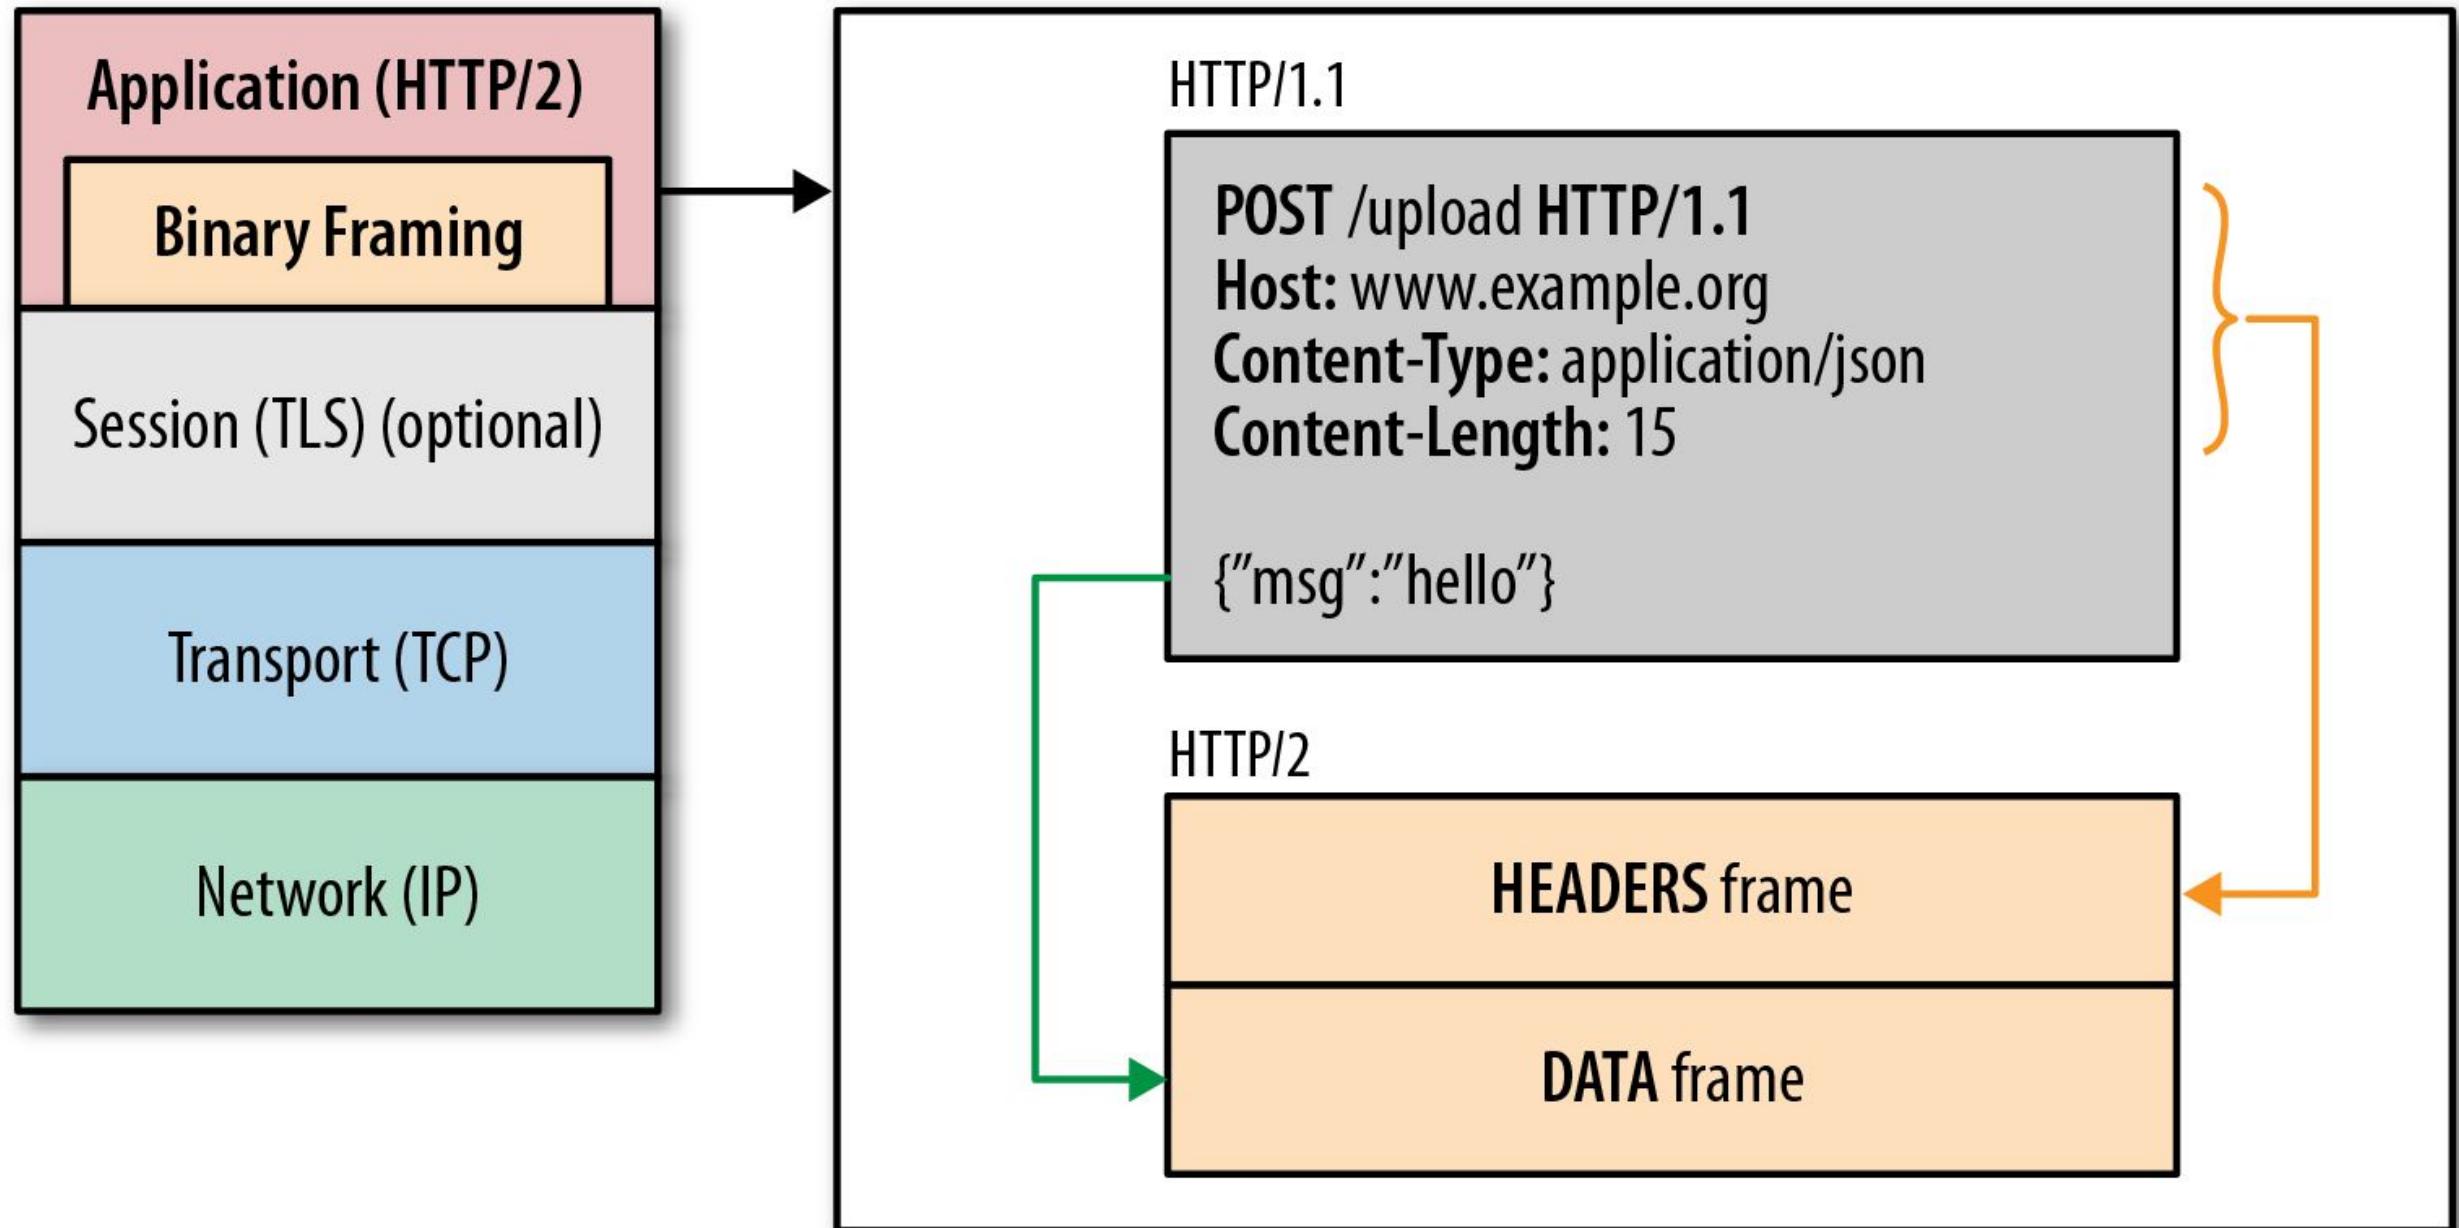 Application (HTTP/2)
Binary Framing
Session (TLS) (optional)
Transport (TCP)
Network (IP)
HTTP/1.1
POST /upload HTTP/1.1
Host: www.example.org
Content-Type: application/json
Content-Length: 15
{”msg”:”hello”}
HTTP/2
HEADERS frame
DATA frame